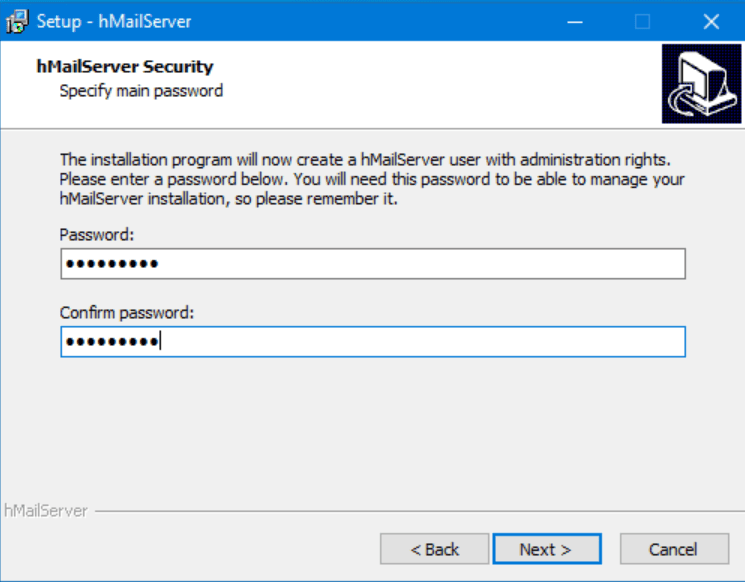 Setup - hMailServer
hMailServer Security
Specify main password
The installation program will now create a hMailServer user with administration rights.
Please enter a password below. You will need this password to be able to manage your
hMailServer installation, so please remember it.
Password:
●●●●●●●●●
Confirm password:
●●●●●●●●●
hMailServer
< Back
Next >
Cancel